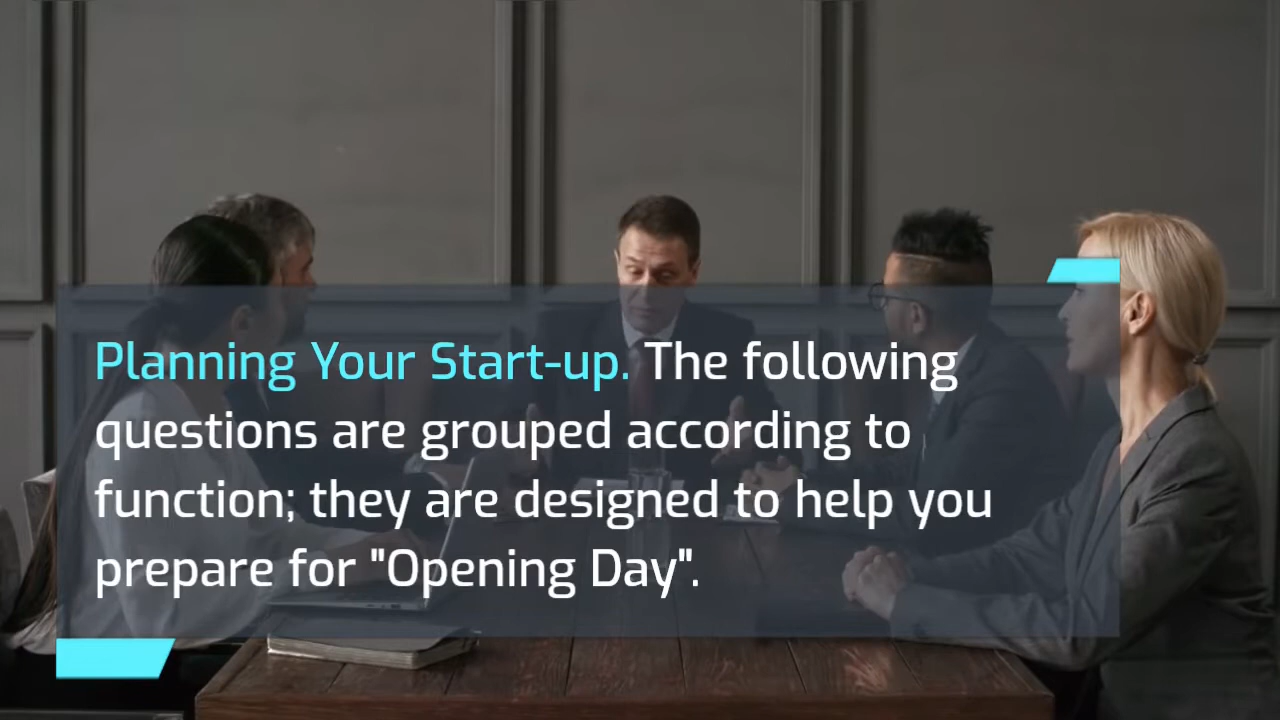 Planning Your Start-up. The following
questions are grouped according to
function; they are designed to help you
prepare for "Opening Day".